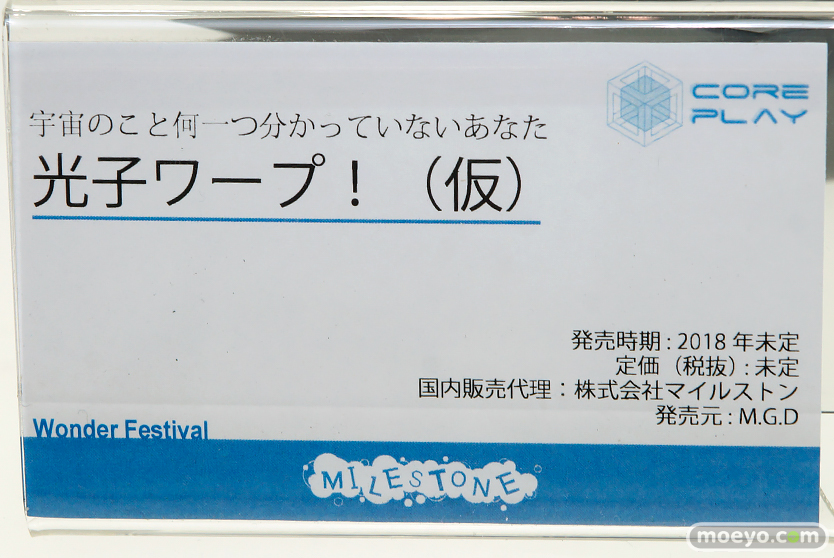 CORE
PLAY
宇宙のこと何一つ分かっていないあなた
光子ワープ！（仮）
発売時期：2018年未定
定価（税抜）：未定
国内販売代理：株式会社マイルストン
発売元：M.G.D
Wonder Festival
MILESTONE
moeyo.com